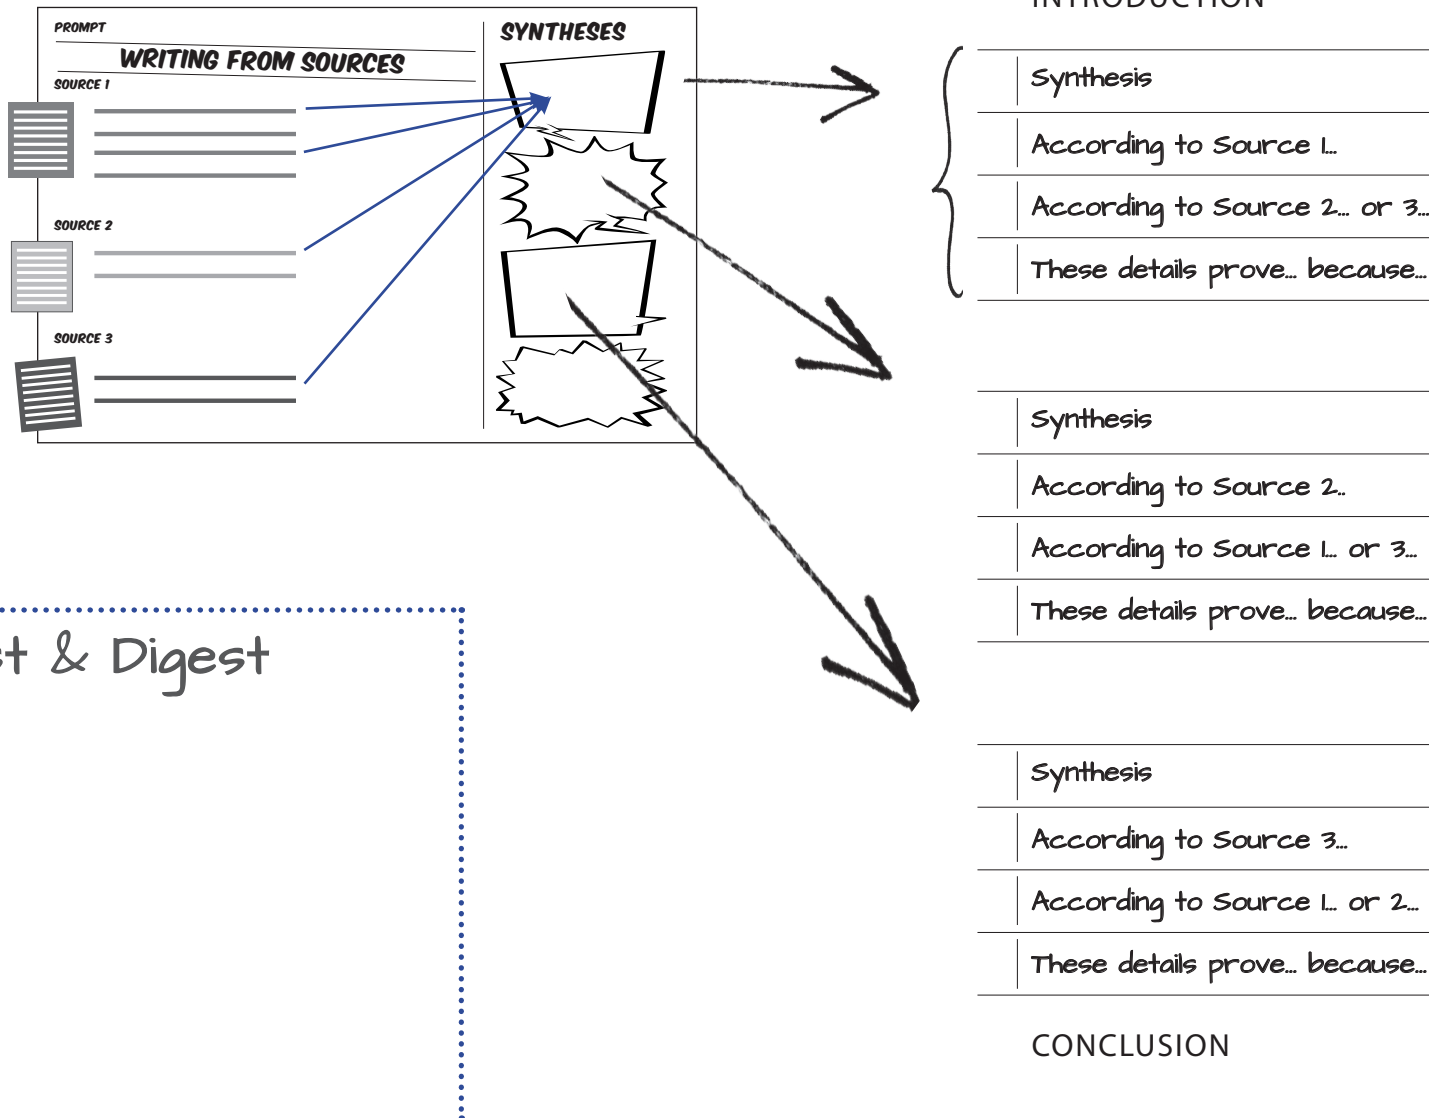 PROMPT
WRITING FROM SOURCES
SOURCE 1
SOURCE 2
SOURCE 3
SYNTHESES
INTRODUCTION
Synthesis
According to Source 1...
According to Source 2... or 3...
These details prove... because...
Synthesis
According to Source 2..
According to Source 1... or 3...
These details prove... because...
Synthesis
According to Source 3...
According to Source 1... or 2...
These details prove... because...
CONCLUSION
& Digest